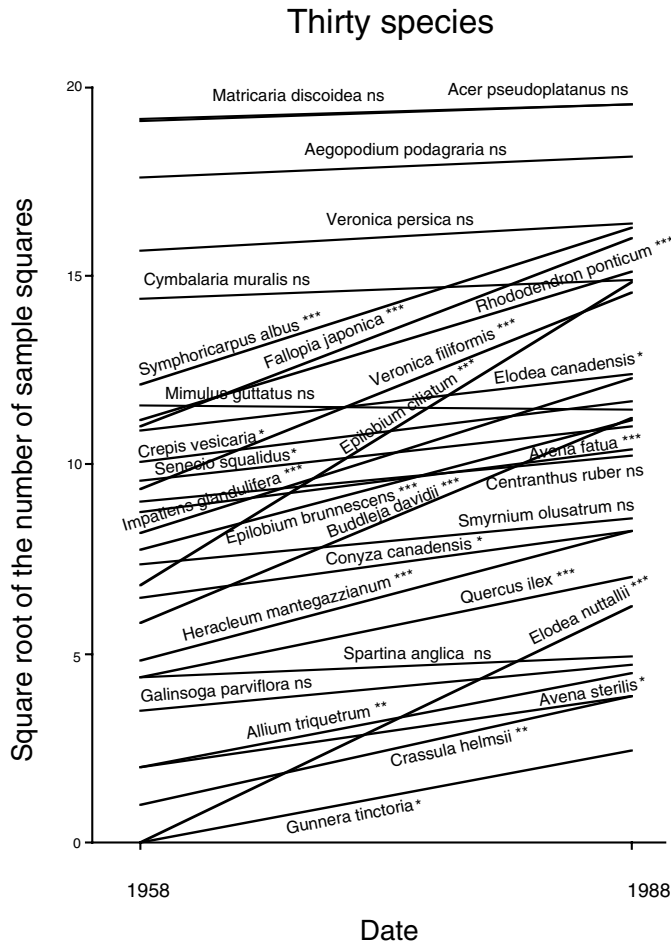 Thirty species
Square root of the number of sample squares
20
15
10
5
0
Matricaria discoidea ns
Acer pseudoplatanus ns
Aegopodium podagraria ns
Veronica persica ns
Cymbalaria muralis ns
Rhododendron ponticum ***
Symphoricarpus albus ***
Fallopia japonica ***
Veronica filiformis ***
Elodea canadensis *
Mimulus guttatus ns
Epilobium ciliatum ***
Crepis vesicaria *
Senecio squalidus *
Avena fatua ***
Impatiens glandulifera ***
Centranthus ruber ns
Epilobium brunnescens ***
Buddleja davidii ***
Smyrnium olusatrum ns
Conyza canadensis *
Heracleum mantegazzianum ***
Quercus ilex ***
Elodea nuttallii ***
Spartina anglica ns
Galinsoga parviflora ns
Avena sterilis *
Allium triquetrum **
Crassula helmsii **
Gunnera tinctoria *
1958
1988
Date